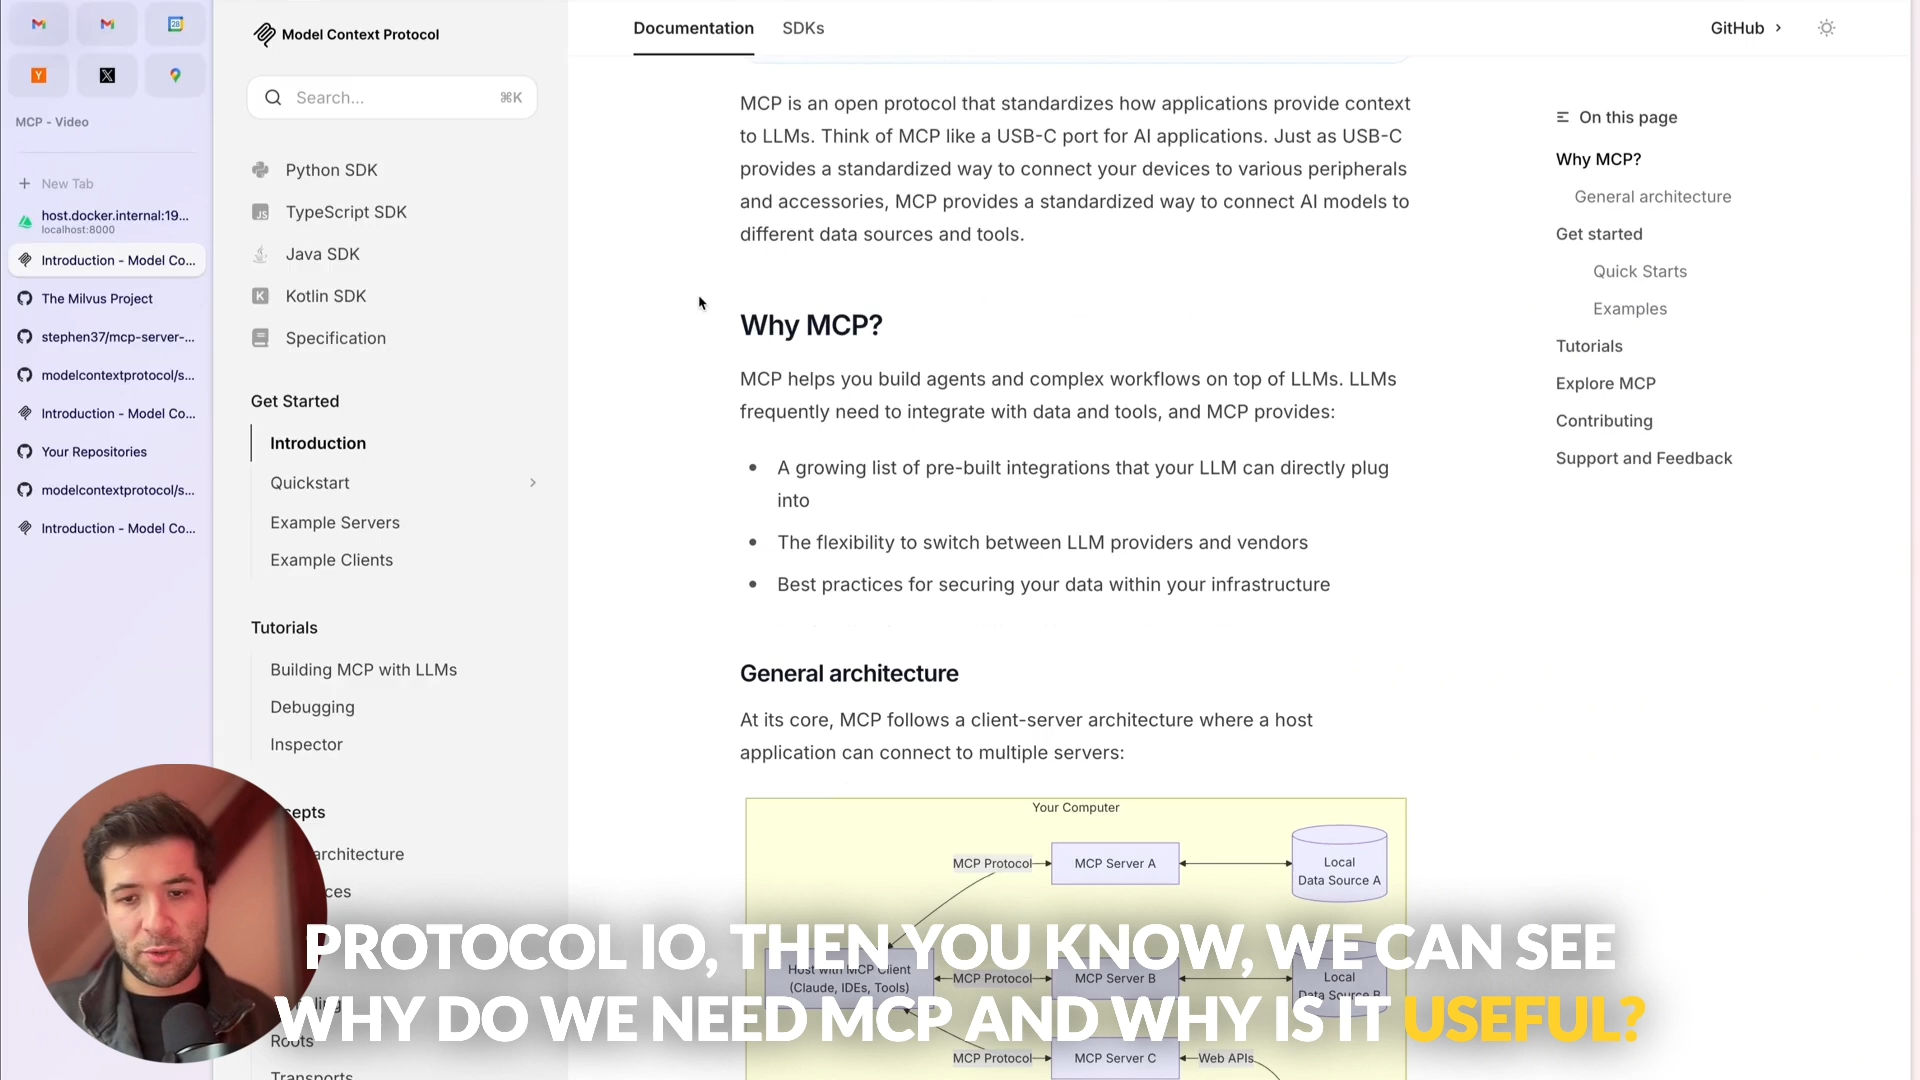 MCP - Video
New Tab
host.docker.internal:19...
localhost:8000
Introduction - Model Co...
The Milvus Project
stephen37/mcp-server-...
modelcontextprotocol/s...
Introduction - Model Co...
Your Repositories
modelcontextprotocol/s...
Introduction - Model Co...
Model Context Protocol
Search...
⌘K
Python SDK
TypeScript SDK
Java SDK
Kotlin SDK
Specification
Get Started
Introduction
Quickstart
Example Servers
Example Clients
Tutorials
Building MCP with LLMs
Debugging
Inspector
Roots
Transports
Documentation
SDKs
GitHub
MCP is an open protocol that standardizes how applications provide context
to LLMs. Think of MCP like a USB-C port for AI applications. Just as USB-C
provides a standardized way to connect your devices to various peripherals
and accessories, MCP provides a standardized way to connect AI models to
different data sources and tools.
Why MCP?
MCP helps you build agents and complex workflows on top of LLMs. LLMs
frequently need to integrate with data and tools, and MCP provides:
A growing list of pre-built integrations that your LLM can directly plug
into
The flexibility to switch between LLM providers and vendors
Best practices for securing your data within your infrastructure
General architecture
At its core, MCP follows a client-server architecture where a host
application can connect to multiple servers:
Your Computer
MCP Protocol
MCP Server A
Local
Data Source A
Host with MCP Client
(Claude, IDEs, Tools)
MCP Protocol
MCP Server B
Local
Data Source B
MCP Protocol
MCP Server C
Web APIs
On this page
Why MCP?
General architecture
Get started
Quick Starts
Examples
Tutorials
Explore MCP
Contributing
Support and Feedback
PROTOCOL IO, THEN YOU KNOW, WE CAN SEE
WHY DO WE NEED MCP AND WHY IS IT USEFUL?